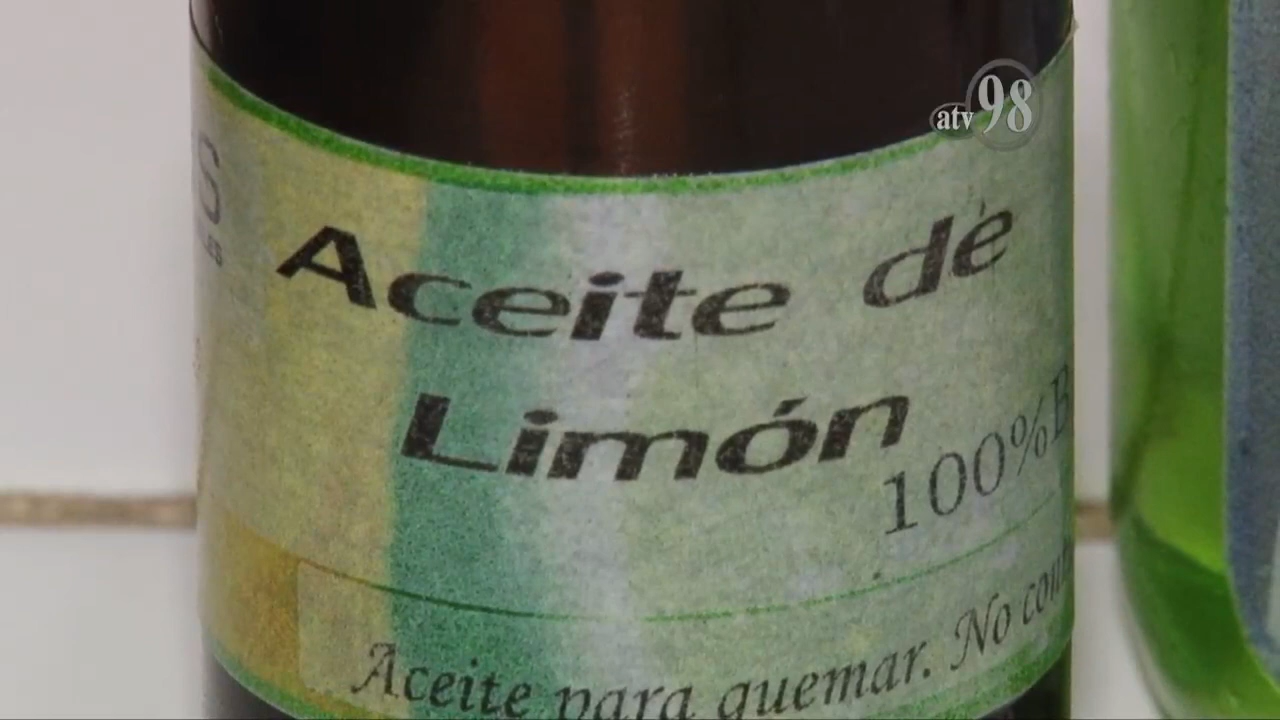 atv 98
Aceite de
Limón
100%
Aceite para quemar. No